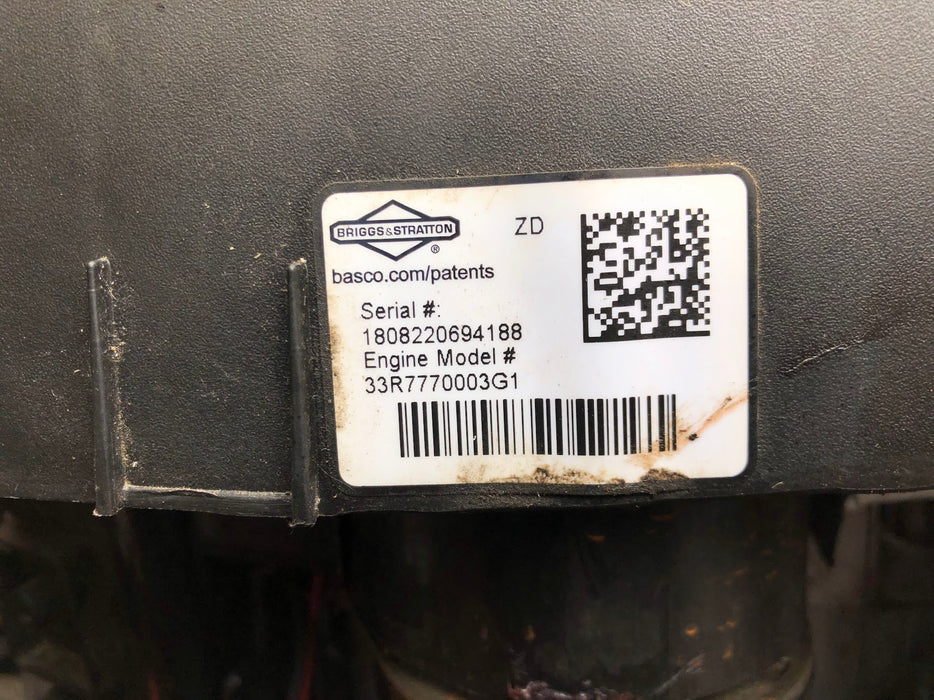 BRIGGS&STRATTON
®
ZD
basco.com/patents
Serial #:
1808220694188
Engine Model #
33R7770003G1